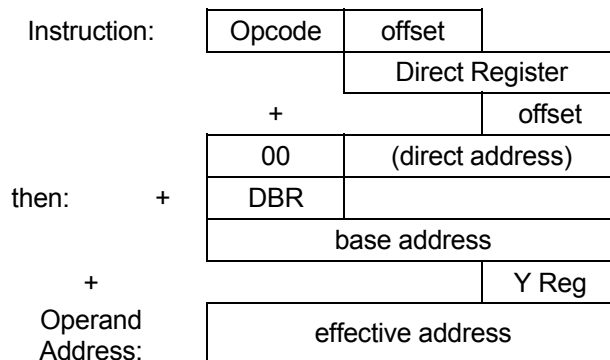 Instruction: Opcode offset
Direct Register
+ offset
00 (direct address)
then: + DBR
base address
+ Y Reg
Operand
Address: effective address